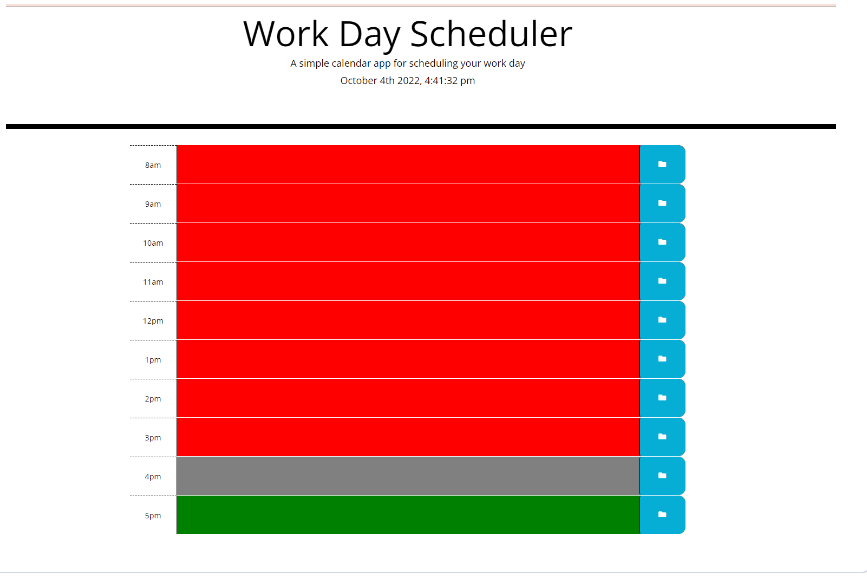 Work Day Scheduler
A simple calendar app for scheduling your work day
October 4th 2022, 4:41:32 pm
8am
9am
10am
11am
12pm
1pm
2pm
3pm
4pm
5pm